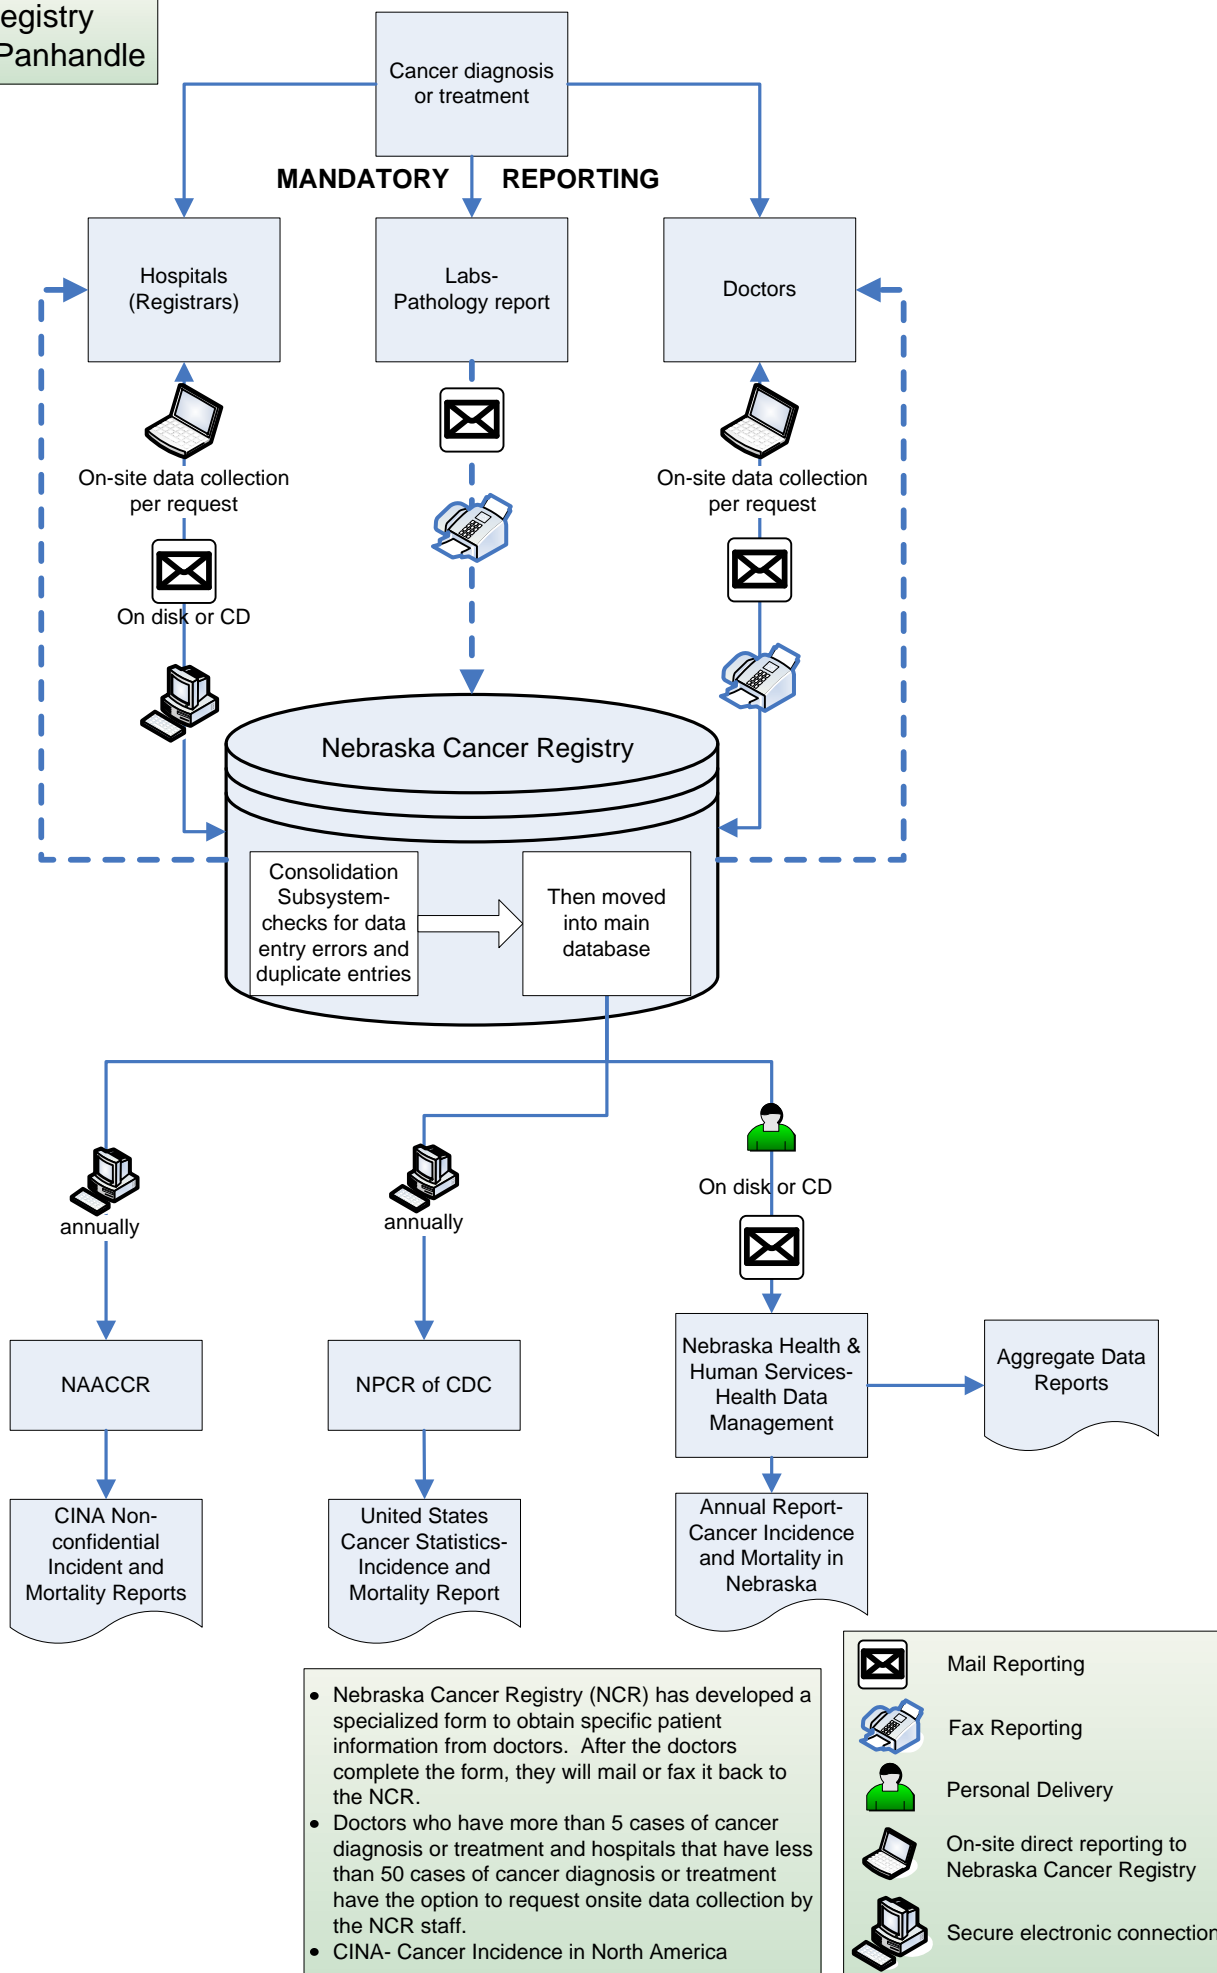 egistry
Panhandle
Cancer diagnosis
or treatment
MANDATORY REPORTING
Hospitals
(Registrars)
Labs-
Pathology report
Doctors
On-site data collection
per request
On-site data collection
per request
On disk or CD
Nebraska Cancer Registry
Consolidation
Subsystem-
checks for data
entry errors and
duplicate entries
Then moved
into main
database
On disk or CD
annually
annually
NAACCR
NPCR of CDC
Nebraska Health &
Human Services-
Health Data
Management
Aggregate Data
Reports
CINA Non-
confidential
Incident and
Mortality Reports
United States
Cancer Statistics-
Incidence and
Mortality Report
Annual Report-
Cancer Incidence
and Mortality in
Nebraska
• Nebraska Cancer Registry (NCR) has developed a
specialized form to obtain specific patient
information from doctors.  After the doctors
complete the form, they will mail or fax it back to
the NCR.
• Doctors who have more than 5 cases of cancer
diagnosis or treatment and hospitals that have less
than 50 cases of cancer diagnosis or treatment
have the option to request onsite data collection by
the NCR staff.
• CINA- Cancer Incidence in North America
Mail Reporting
Fax Reporting
Personal Delivery
On-site direct reporting to
Nebraska Cancer Registry
Secure electronic connection